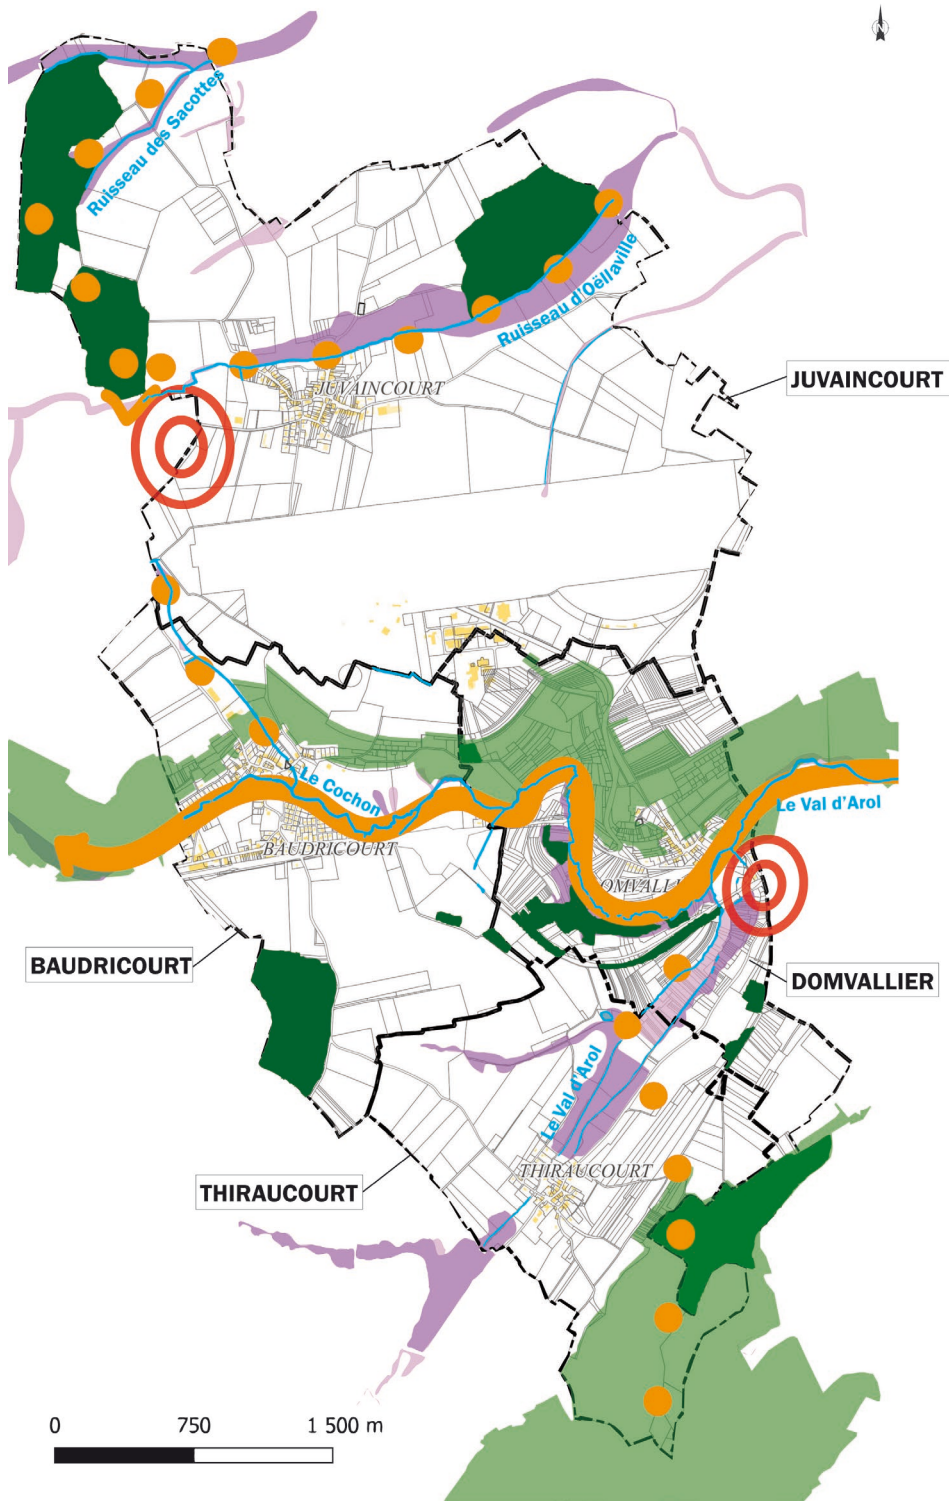 Ruisseau des Sacottes
Ruisseau d'Oëllaville
JUVAINCOURT
JUVAINCOURT
Le Val d'Arol
Le Cochon
BAUDRICOURT
OMVALLI
BAUDRICOURT
DOMVALLIER
Le Val d'Arol
THIRAUCOURT
THIRAUCOURT
0 750 1 500 m